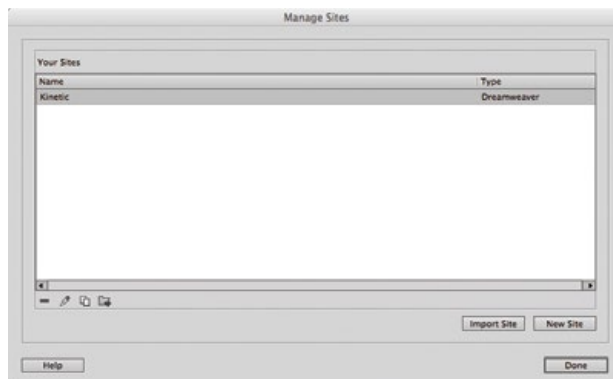 Manage Sites
Your Sites
Name Type
Kinetic Dreamweaver
Import Site New Site
Help Done